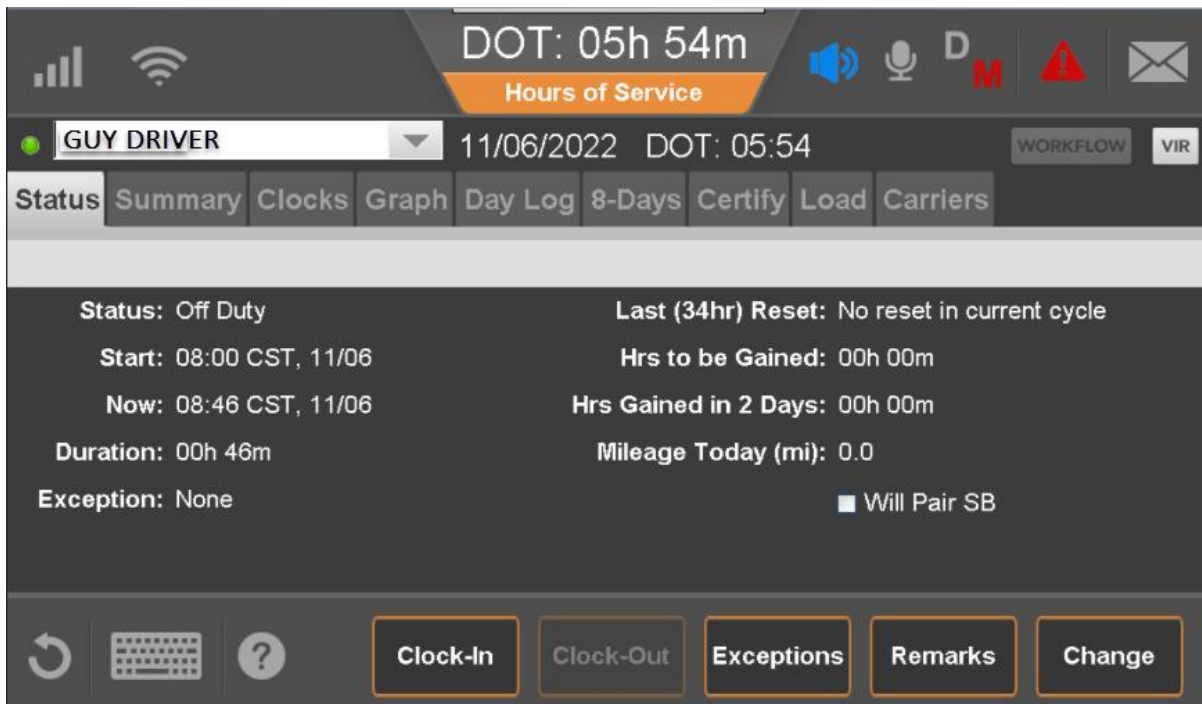 DOT: 05h 54m
D
M
Hours of Service
GUY DRIVER 11/06/2022 DOT: 05:54 WORKFLOW VIR
Status Summary Clocks Graph Day Log 8-Days Certify Load Carriers
Status: Off Duty Last (34hr) Reset: No reset in current cycle
Start: 08:00 CST, 11/06 Hrs to be Gained: 00h 00m
Now: 08:46 CST, 11/06 Hrs Gained in 2 Days: 00h 00m
Duration: 00h 46m Mileage Today (mi): 0.0
Exception: None Will Pair SB
? Clock-In Clock-Out Exceptions Remarks Change